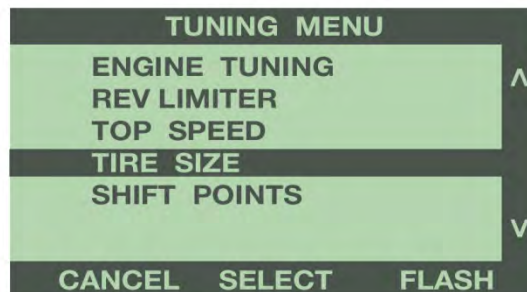 TUNING MENU
ENGINE TUNING
REV LIMITER
TOP SPEED
TIRE SIZE
SHIFT POINTS
CANCEL SELECT FLASH